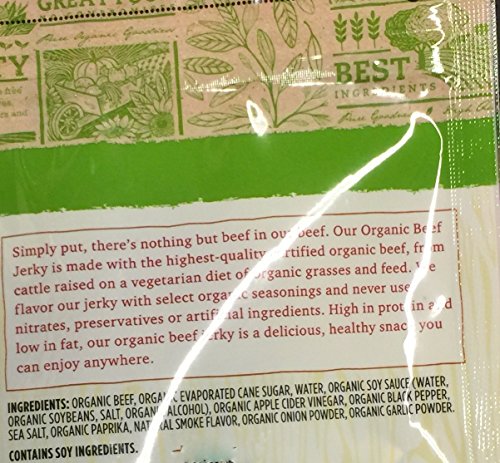 GREAT FOO
TY
BEST
INGREDIENTS
Simply put, there's nothing but beef in our beef. Our Organic Beef
Jerky is made with the highest-quality certified organic beef, from
cattle raised on a vegetarian diet of organic grasses and feed. We
flavor our jerky with select organic seasonings and never use
nitrates, preservatives or artificial ingredients. High in protein and
low in fat, our organic beef jerky is a delicious, healthy snack you
can enjoy anywhere.
INGREDIENTS: ORGANIC BEEF, ORGANIC EVAPORATED CANE SUGAR, WATER, ORGANIC SOY SAUCE (WATER,
ORGANIC SOYBEANS, SALT, ORGANIC ALCOHOL), ORGANIC APPLE CIDER VINEGAR, ORGANIC BLACK PEPPER,
SEA SALT, ORGANIC PAPRIKA, NATURAL SMOKE FLAVOR, ORGANIC ONION POWDER, ORGANIC GARLIC POWDER.
CONTAINS SOY INGREDIENTS.